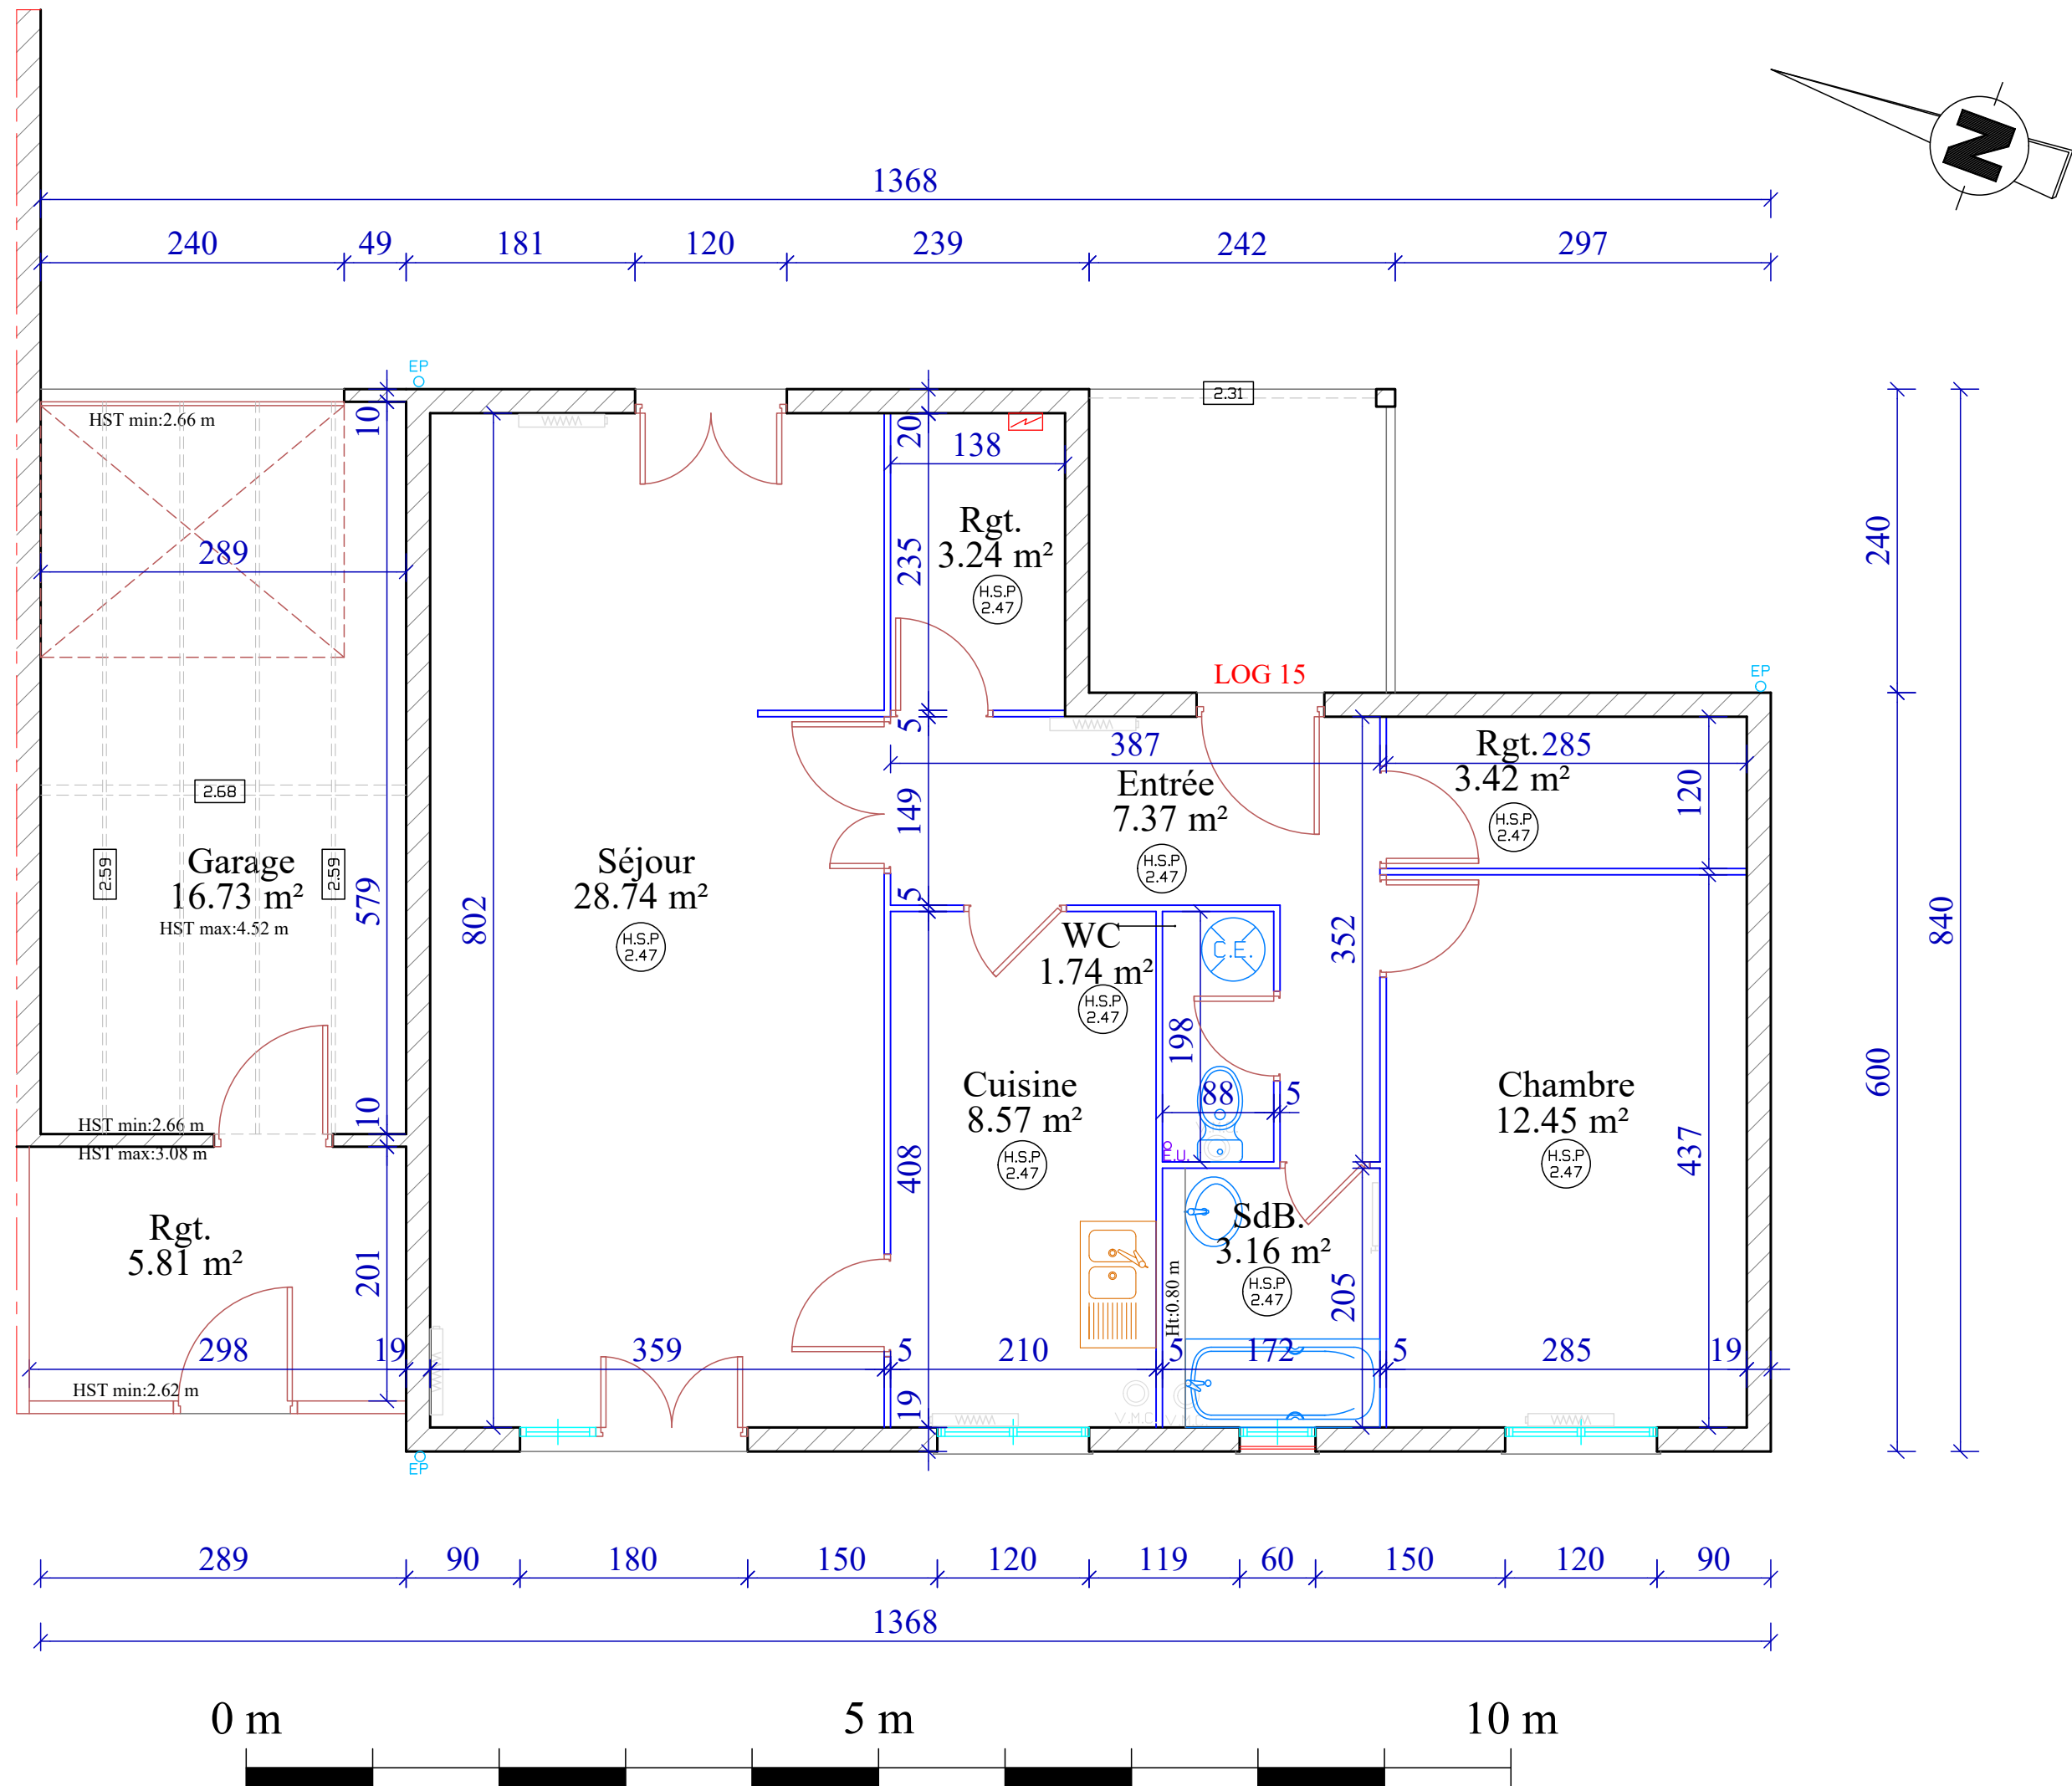 N
1368
240 49 181 120 239 242 297
EP
2.31
HST min:2.66 m
10
20
138
289
235
Rgt.
3.24 m²
H.S.P
2.47
240
LOG 15
EP
5
387
Rgt. 285
3.42 m²
H.S.P
2.47
120
Entrée
7.37 m²
H.S.P
2.47
149
2.68
2.59
2.59
Garage
16.73 m²
HST max:4.52 m
579
802
Séjour
28.74 m²
H.S.P
2.47
5
352
840
WC
1.74 m²
H.S.P
2.47
C.E.
198
88
5
E.U.
Cuisine
8.57 m²
H.S.P
2.47
408
Chambre
12.45 m²
H.S.P
2.47
437
600
10
HST min:2.66 m
HST max:3.08 m
Rgt.
5.81 m²
201
SdB.
3.16 m²
H.S.P
2.47
Ht:0.80 m
205
298 19 359 5 210 5 172 5 285 19
HST min:2.62 m
19
V.M.C
V.M.C
EP
289 90 180 150 120 119 60 150 120 90
1368
0 m 5 m 10 m